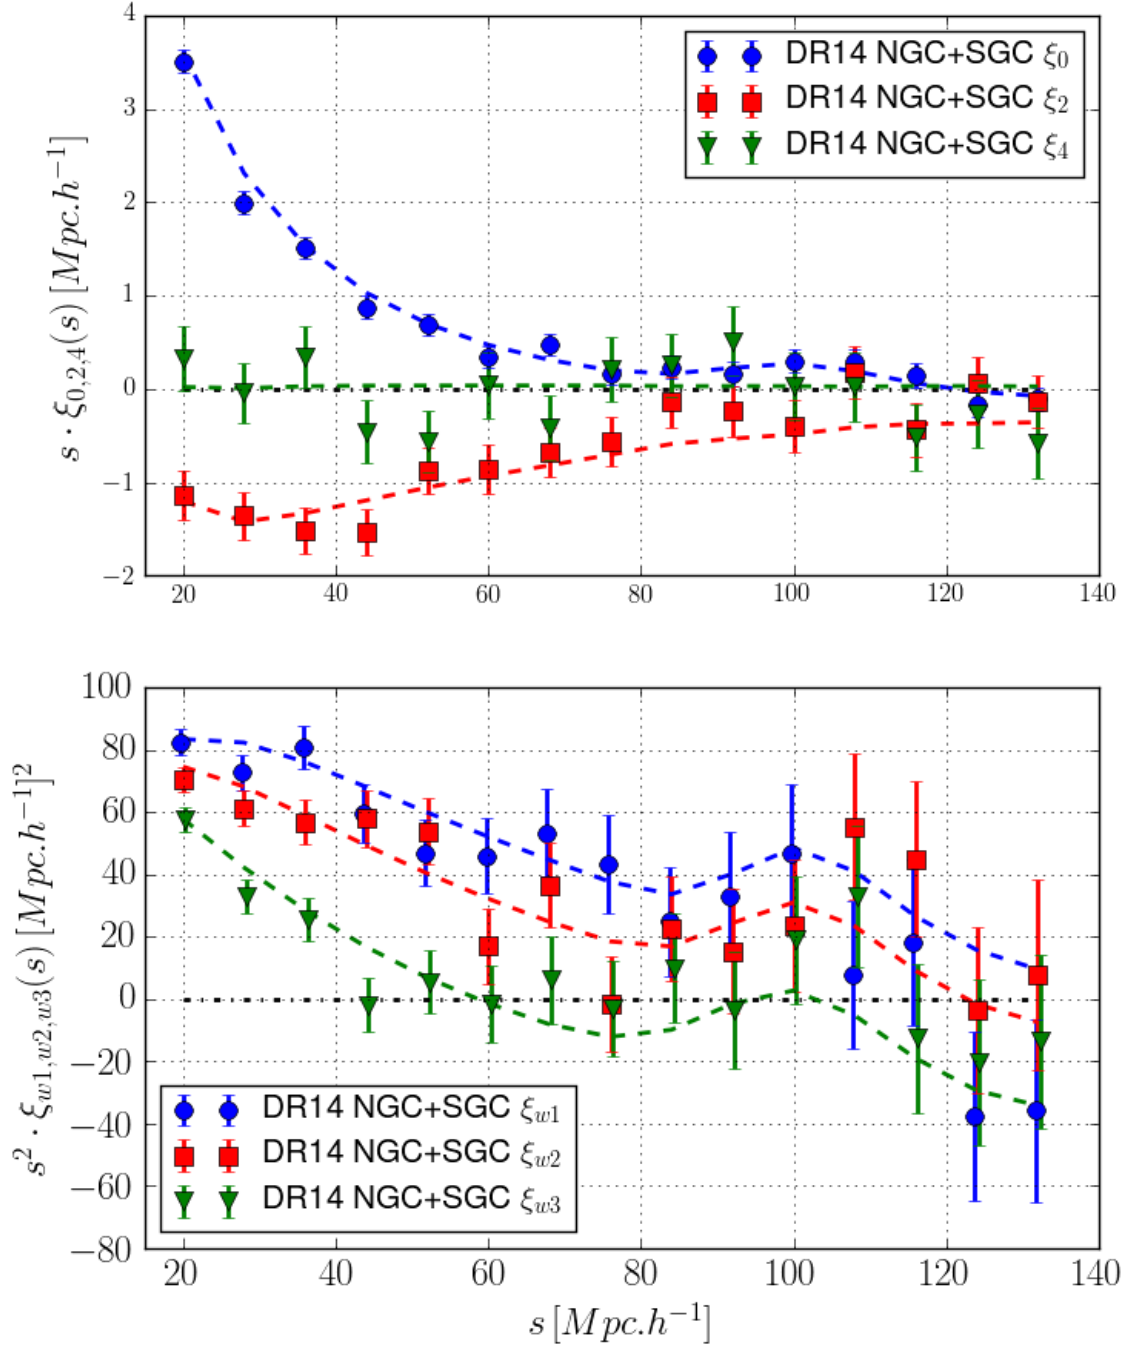 4
3
2
1
0
−1
−2
s · ξ0,2,4(s) [Mpc.h−1]
DR14 NGC+SGC ξ0
DR14 NGC+SGC ξ2
DR14 NGC+SGC ξ4
20 40 60 80 100 120 140
100
80
60
40
20
0
−20
−40
−60
−80
s2 · ξw1,w2,w3(s) [Mpc.h−1]2
DR14 NGC+SGC ξw1
DR14 NGC+SGC ξw2
DR14 NGC+SGC ξw3
20 40 60 80 100 120 140
s [Mpc.h−1]